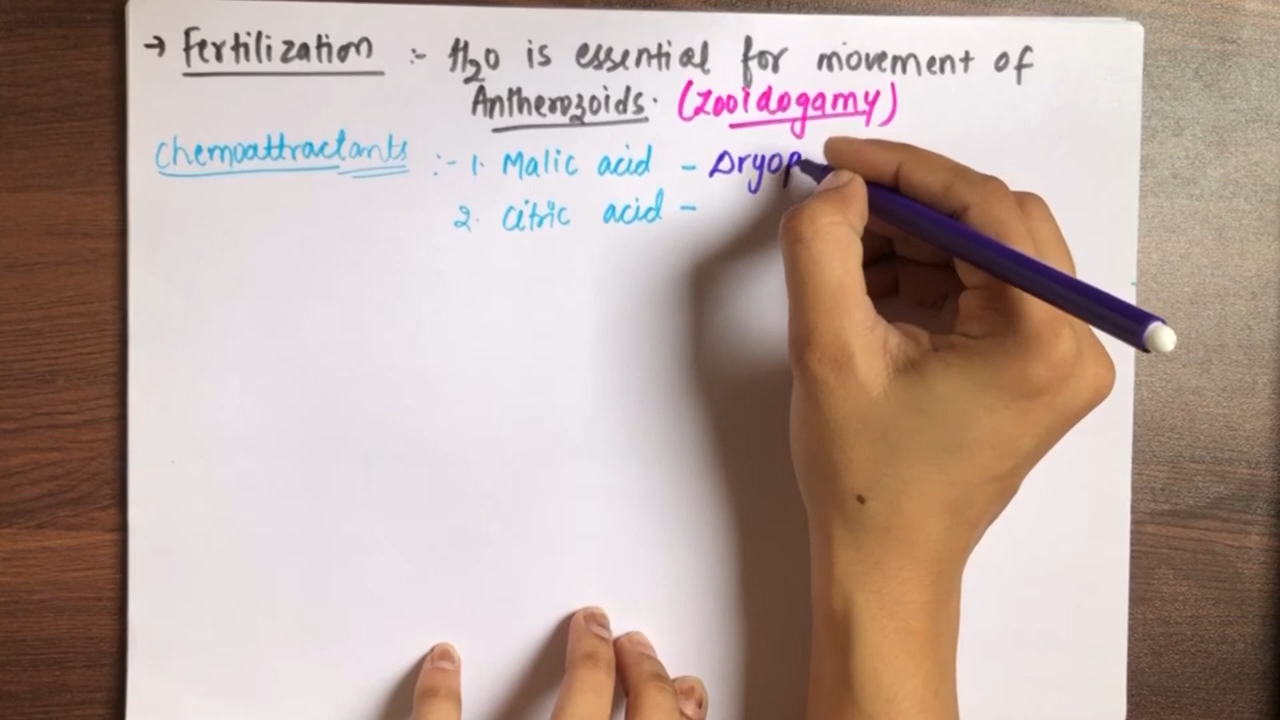 → Fertilization :- H2O is essential for movement of
Antherozoids. (Zooidogamy)
Chemoattractants :- 1. Malic acid - Dryop
2. Citric acid -